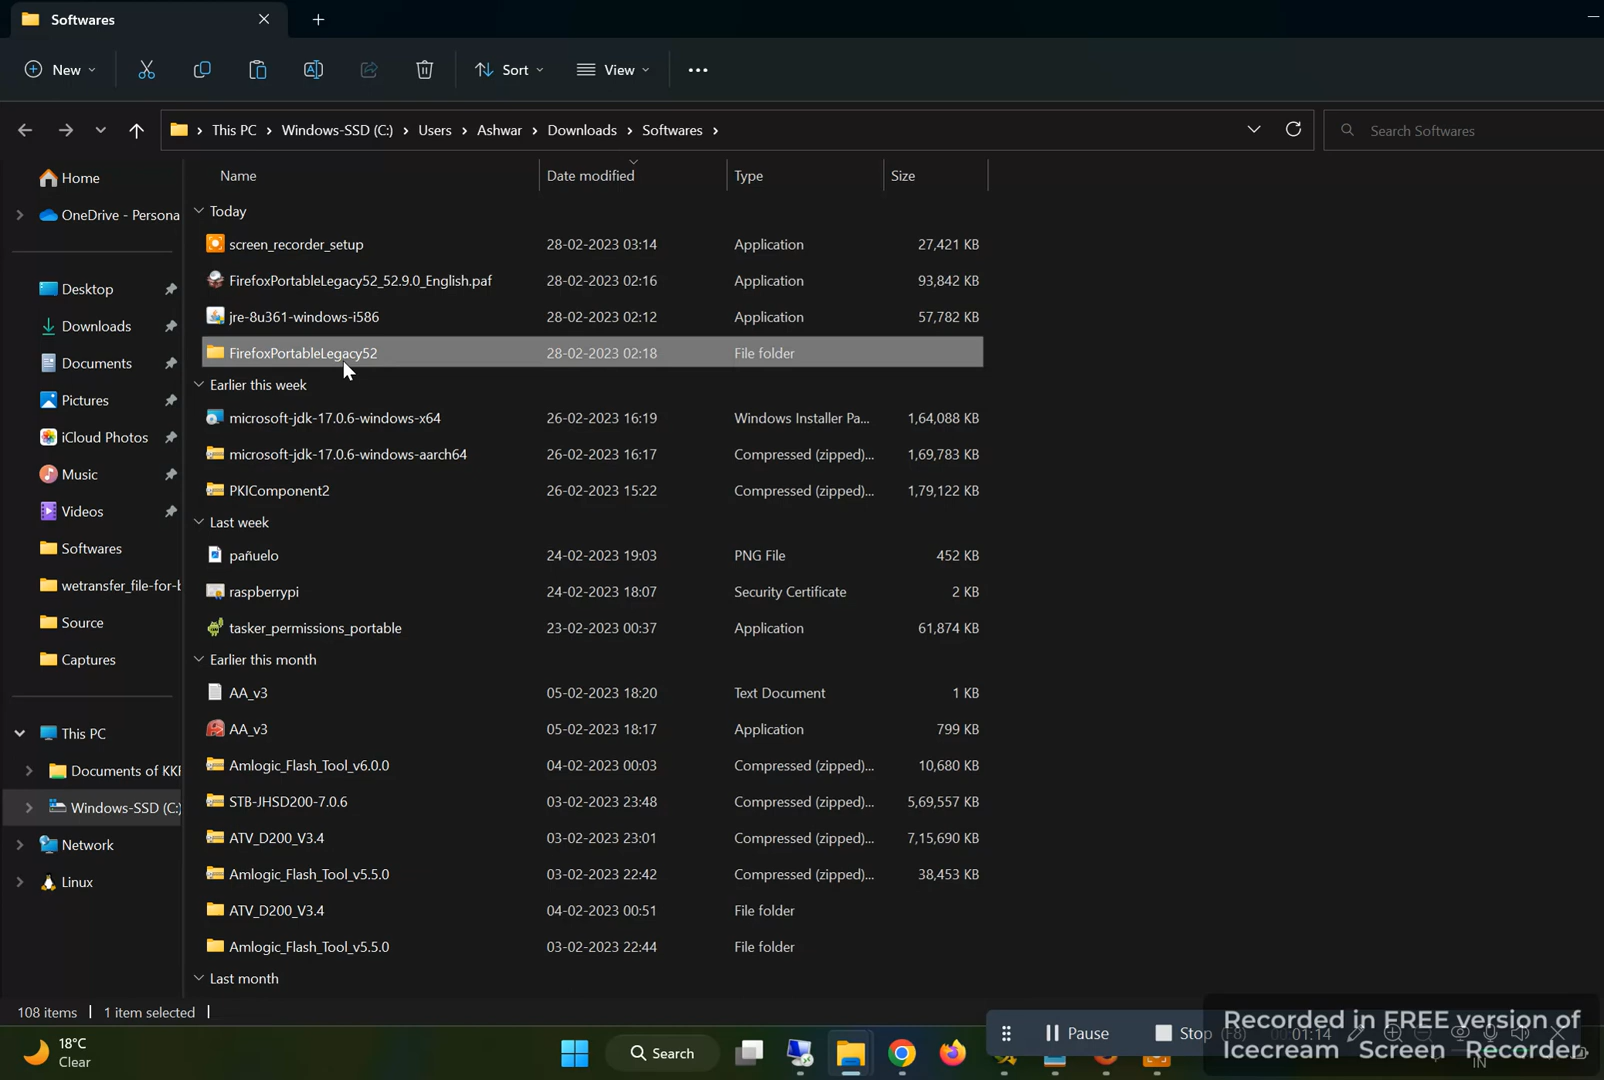 Softwares
New
Sort
View
This PC > Windows-SSD (C:) > Users > Ashwar > Downloads > Softwares >
Search Softwares
Home
OneDrive - Persona
Desktop
Downloads
Documents
Pictures
iCloud Photos
Music
Videos
Softwares
wetransfer_file-for-b
Source
Captures
This PC
Documents of KKF
Windows-SSD (C:)
Network
Linux
Name Date modified Type Size
Today
screen_recorder_setup 28-02-2023 03:14 Application 27,421 KB
FirefoxPortableLegacy52_52.9.0_English.paf 28-02-2023 02:16 Application 93,842 KB
jre-8u361-windows-i586 28-02-2023 02:12 Application 57,782 KB
FirefoxPortableLegacy52 28-02-2023 02:18 File folder
Earlier this week
microsoft-jdk-17.0.6-windows-x64 26-02-2023 16:19 Windows Installer Pa... 1,64,088 KB
microsoft-jdk-17.0.6-windows-aarch64 26-02-2023 16:17 Compressed (zipped)... 1,69,783 KB
PKIComponent2 26-02-2023 15:22 Compressed (zipped)... 1,79,122 KB
Last week
pañuelo 24-02-2023 19:03 PNG File 452 KB
raspberrypi 24-02-2023 18:07 Security Certificate 2 KB
tasker_permissions_portable 23-02-2023 00:37 Application 61,874 KB
Earlier this month
AA_v3 05-02-2023 18:20 Text Document 1 KB
AA_v3 05-02-2023 18:17 Application 799 KB
Amlogic_Flash_Tool_v6.0.0 04-02-2023 00:03 Compressed (zipped)... 10,680 KB
STB-JHSD200-7.0.6 03-02-2023 23:48 Compressed (zipped)... 5,69,557 KB
ATV_D200_V3.4 03-02-2023 23:01 Compressed (zipped)... 7,15,690 KB
Amlogic_Flash_Tool_v5.5.0 03-02-2023 22:42 Compressed (zipped)... 38,453 KB
ATV_D200_V3.4 04-02-2023 00:51 File folder
Amlogic_Flash_Tool_v5.5.0 03-02-2023 22:44 File folder
Last month
108 items 1 item selected
18°C
Clear
Search
Pause
Stop (F8)
00:01:14
Recorded in FREE version of
Icecream Screen Recorder
IN